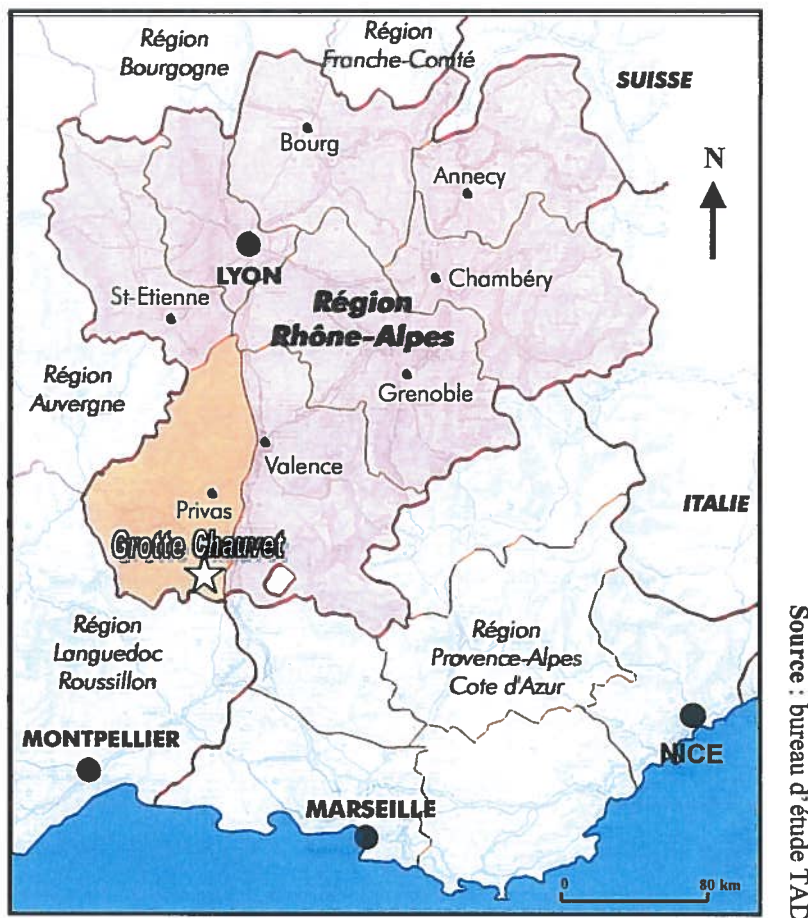 Région
Bourgogne
Région
Franche-Comté
SUISSE
Bourg
N
Annecy
LYON
Chambéry
St-Etienne
Région
Rhône-Alpes
Région
Auvergne
Grenoble
Valence
Privas
ITALIE
Grotte Chauvet
Région
Languedoc
Roussillon
Région
Provence-Alpes
Cote d'Azur
MONTPELLIER
NICE
MARSEILLE
0 80 km
Source : bureau d'étude TAD